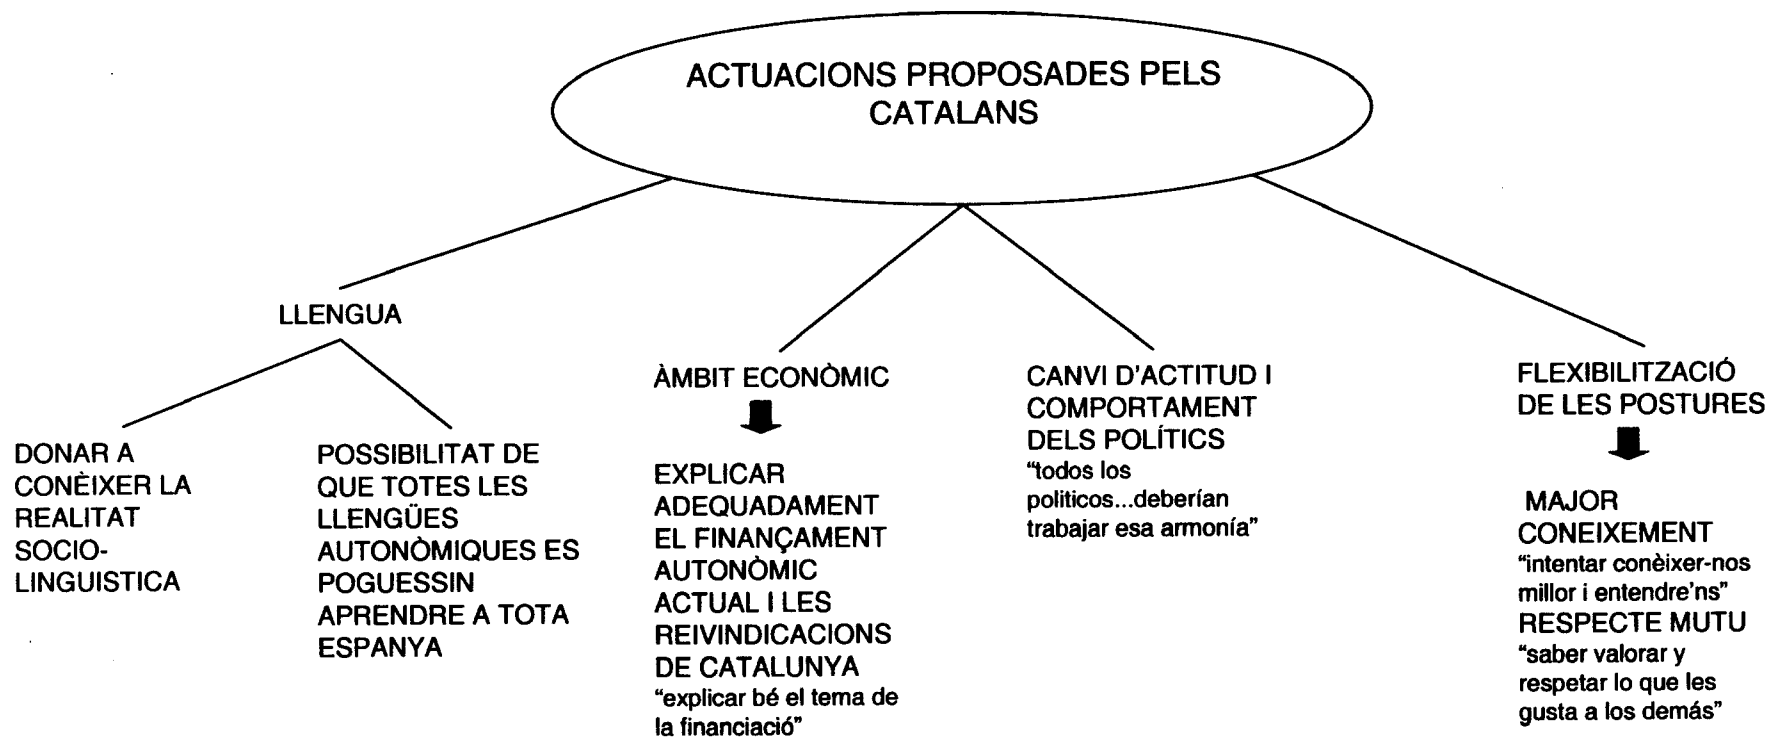 ACTUACIONS PROPOSADES PELS
CATALANS
LLENGUA
DONAR A
CONÈIXER LA
REALITAT
SOCIO-
LINGUISTICA
POSSIBILITAT DE
QUE TOTES LES
LLENGÜES
AUTONÒMIQUES ES
POGUESSIN
APRENDRE A TOTA
ESPANYA
ÀMBIT ECONÒMIC
EXPLICAR
ADEQUADAMENT
EL FINANÇAMENT
AUTONÒMIC
ACTUAL I LES
REIVINDICACIONS
DE CATALUNYA
“explicar bé el tema de
la financiació”
CANVI D'ACTITUD I
COMPORTAMENT
DELS POLÍTICS
“todos los
politicos...deberían
trabajar esa armonía”
FLEXIBILITZACIÓ
DE LES POSTURES
MAJOR
CONEIXEMENT
“intentar conèixer-nos
millor i entendre'ns”
RESPECTE MUTU
“saber valorar y
respetar lo que les
gusta a los demás”